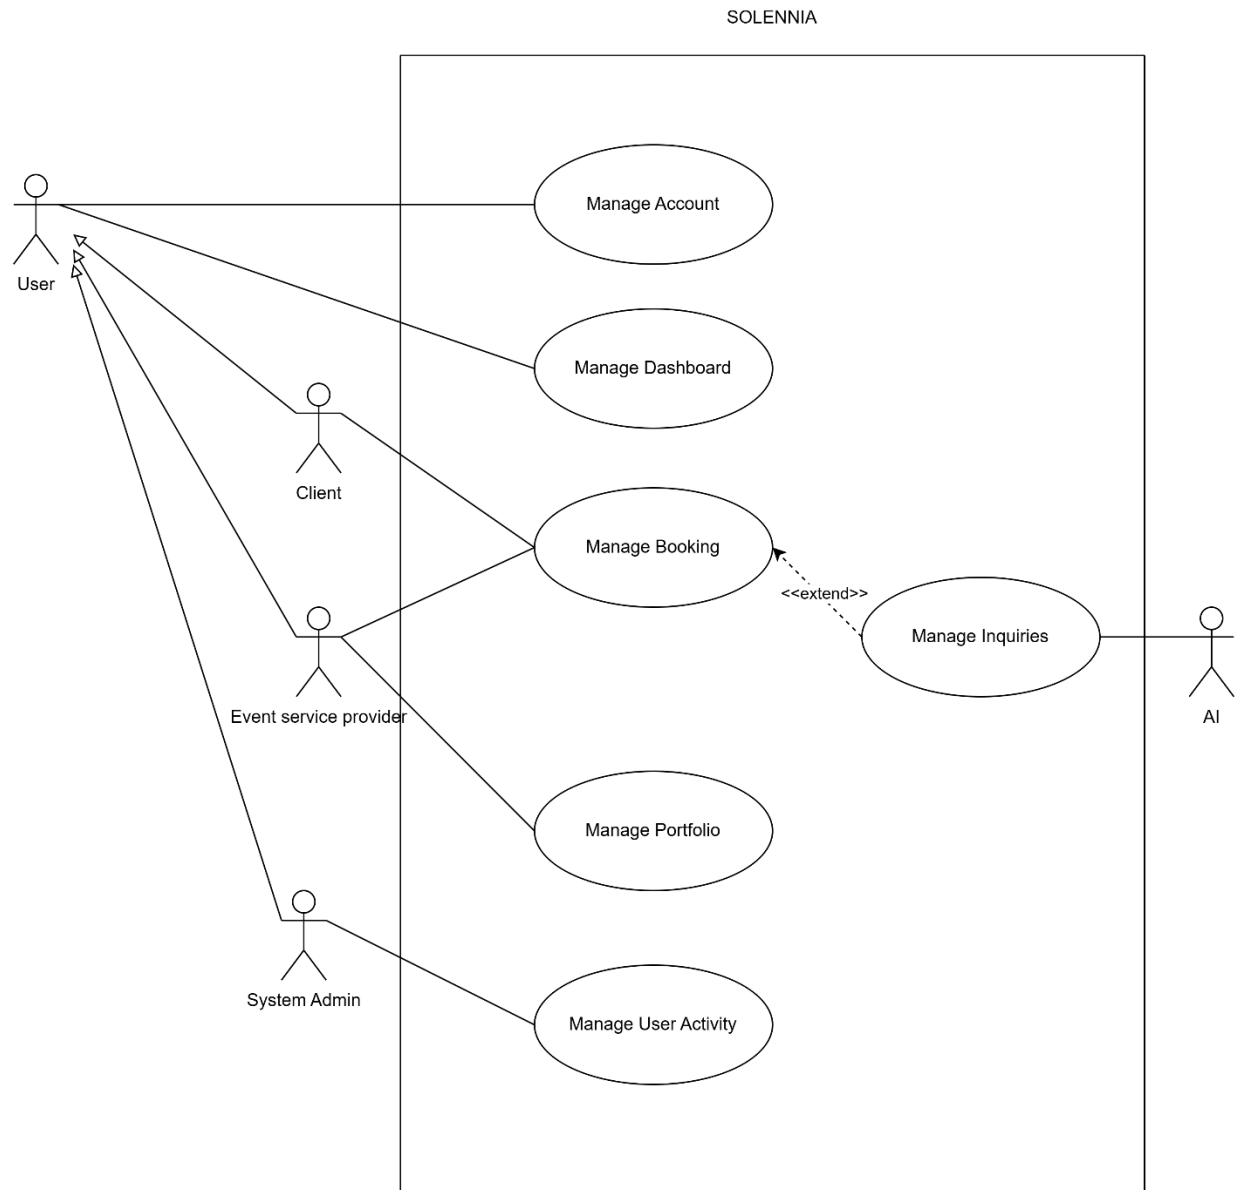 SOLENNIA
Manage Account
User
Manage Dashboard
Client
Manage Booking
<<extend>>
Manage Inquiries
Event service provider
AI
Manage Portfolio
System Admin
Manage User Activity